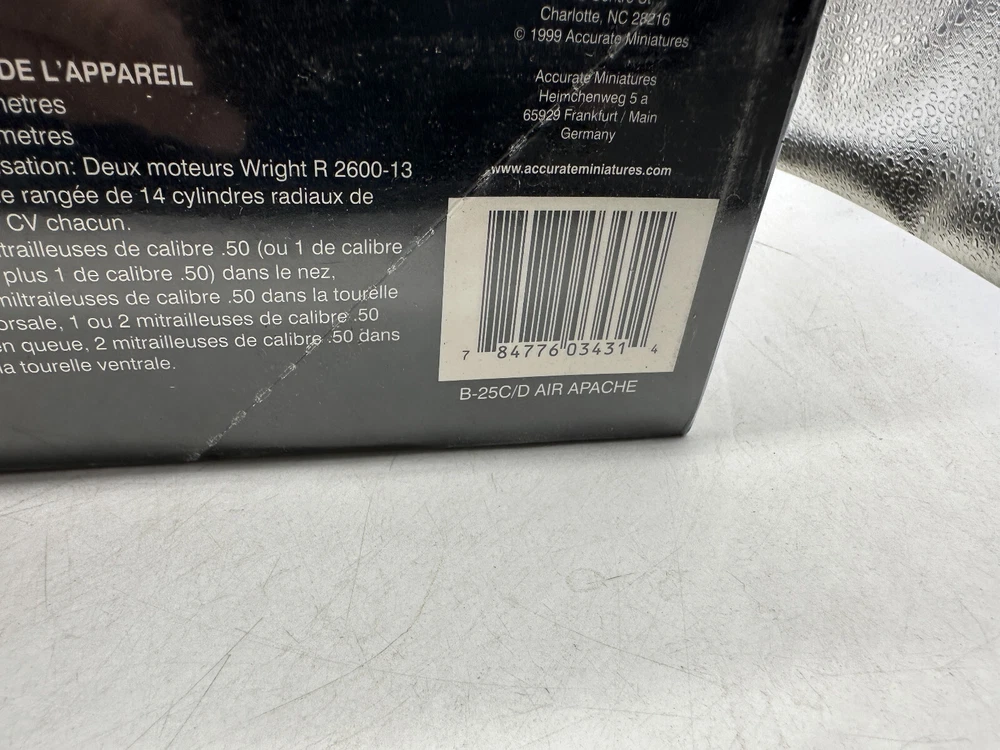 Charlotte, NC 28216
© 1999 Accurate Miniatures
Accurate Miniatures
Heimchenweg 5 a
65929 Frankfurt / Main
Germany
www.accurateminiatures.com
DE L'APPAREIL
metres
metres
sation: Deux moteurs Wright R 2600-13
e rangée de 14 cylindres radiaux de
CV chacun.
trailleuses de calibre .50 (ou 1 de calibre
plus 1 de calibre .50) dans le nez,
miltraileuses de calibre .50 dans la tourelle
orsale, 1 ou 2 mitrailleuses de calibre .50
en queue, 2 mitrailleuses de calibre .50 dans
la tourelle ventrale.
7 84776 03431 4
B-25C/D AIR APACHE